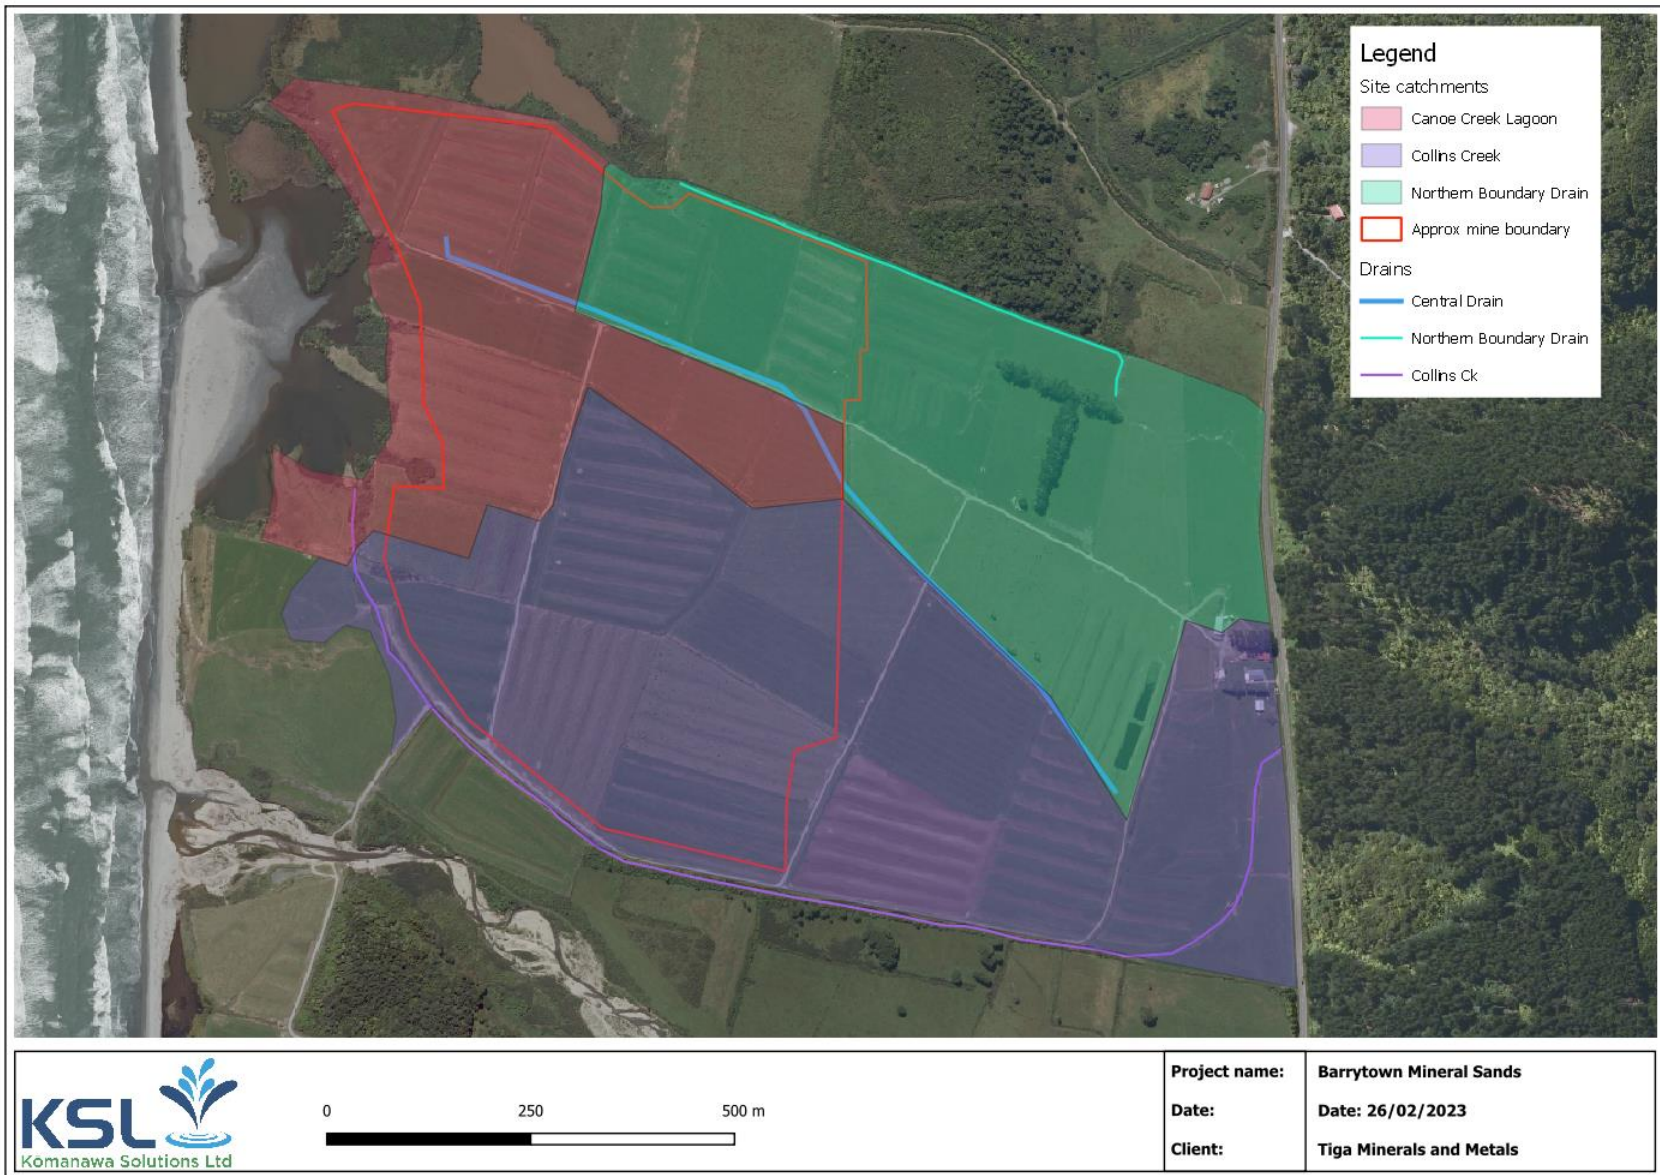 Legend
Site catchments
Canoe Creek Lagoon
Collins Creek
Northern Boundary Drain
Approx mine boundary
Drains
Central Drain
Northern Boundary Drain
Collins Ck
KSL
Komanawa Solutions Ltd
0 250 500 m
Project name: Barrytown Mineral Sands
Date: Date: 26/02/2023
Client: Tiga Minerals and Metals